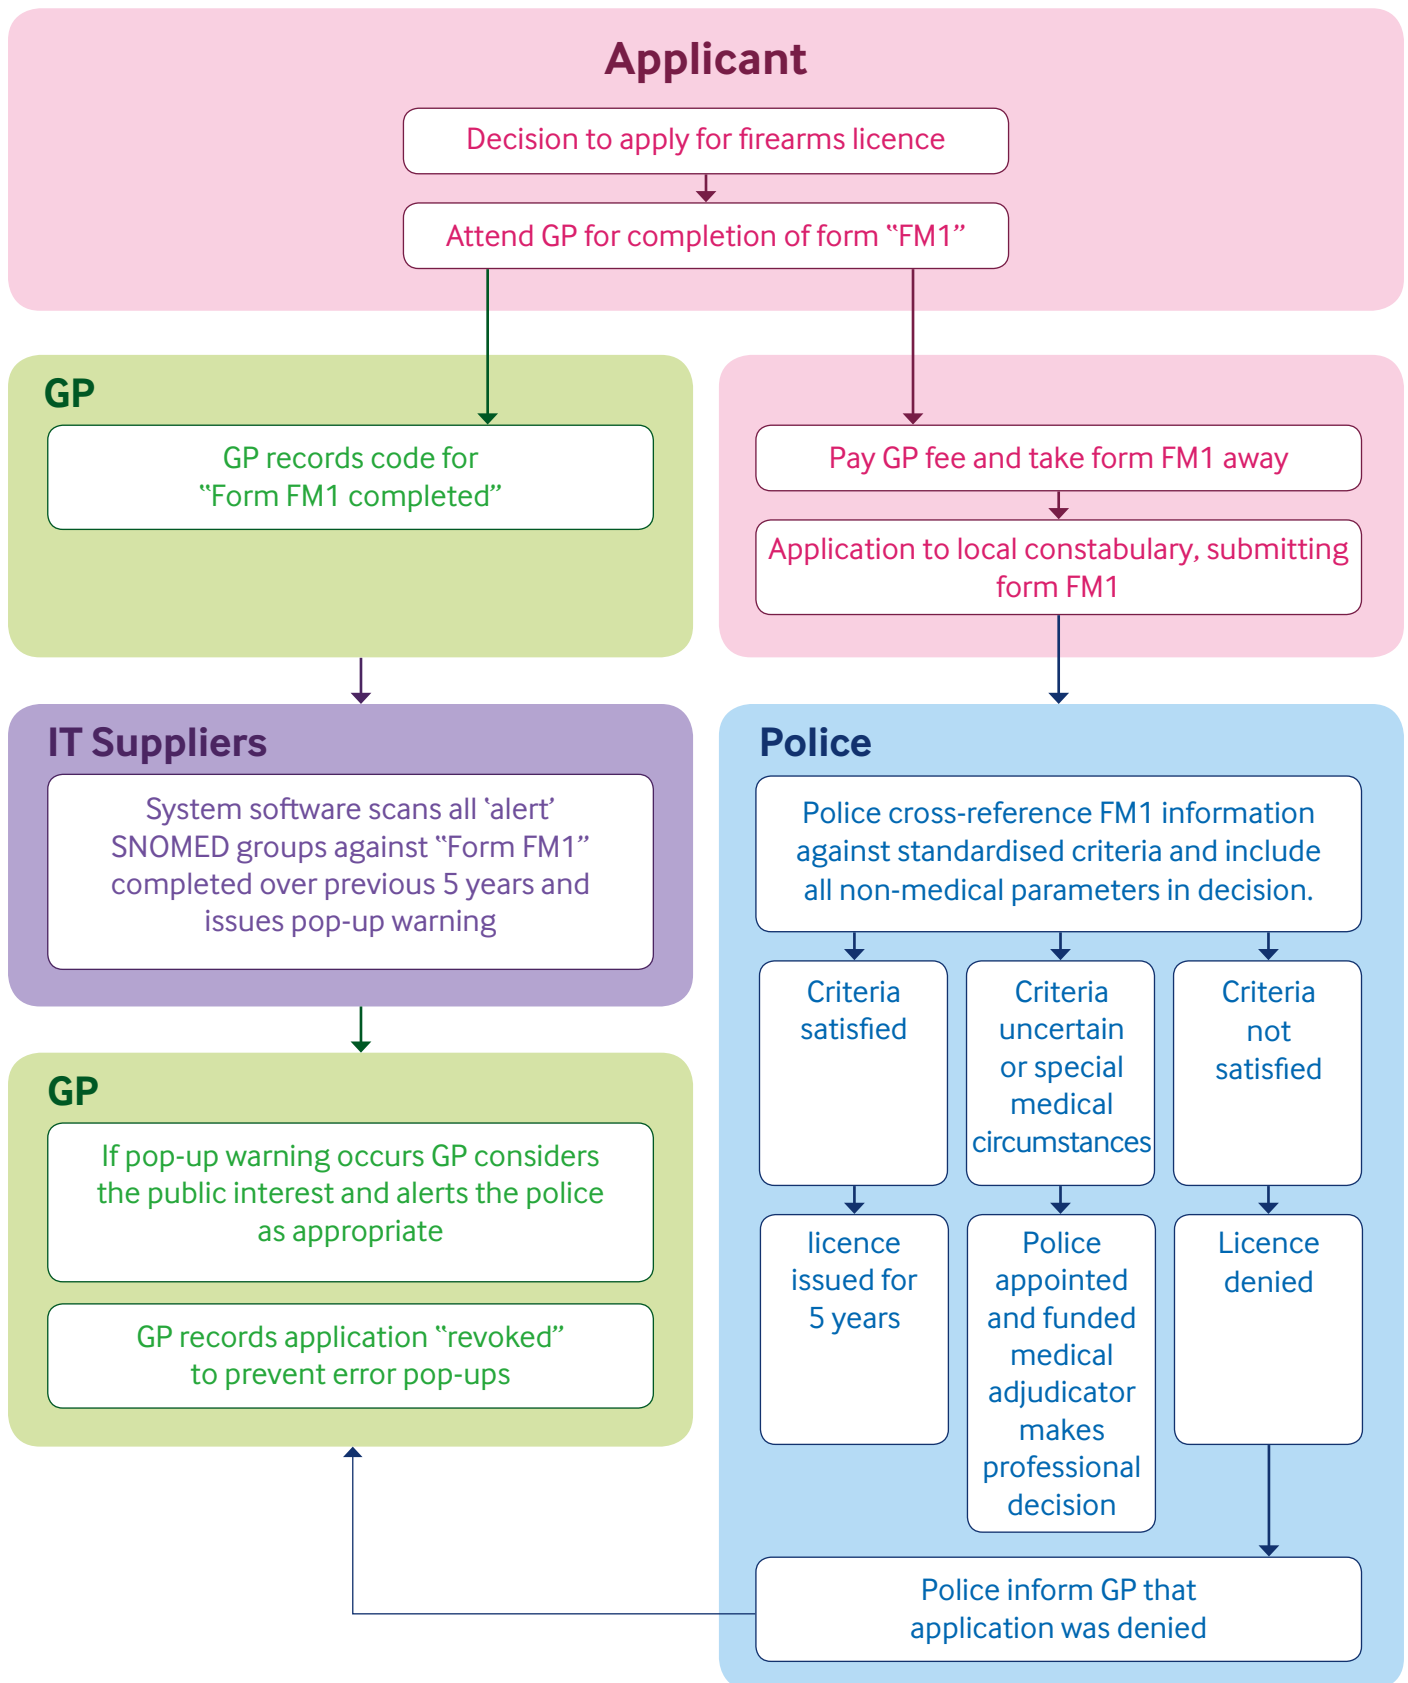 Applicant
Decision to apply for firearms licence
Attend GP for completion of form “FM1”
GP
GP records code for
“Form FM1 completed”
Pay GP fee and take form FM1 away
Application to local constabulary, submitting
form FM1
IT Suppliers
System software scans all ‘alert’
SNOMED groups against “Form FM1”
completed over previous 5 years and
issues pop-up warning
Police
Police cross-reference FM1 information
against standardised criteria and include
all non-medical parameters in decision.
Criteria
satisfied
Criteria
uncertain
or special
medical
circumstances
Criteria
not
satisfied
GP
If pop-up warning occurs GP considers
the public interest and alerts the police
as appropriate
GP records application “revoked”
to prevent error pop-ups
licence
issued for
5 years
Police
appointed
and funded
medical
adjudicator
makes
professional
decision
Licence
denied
Police inform GP that
application was denied